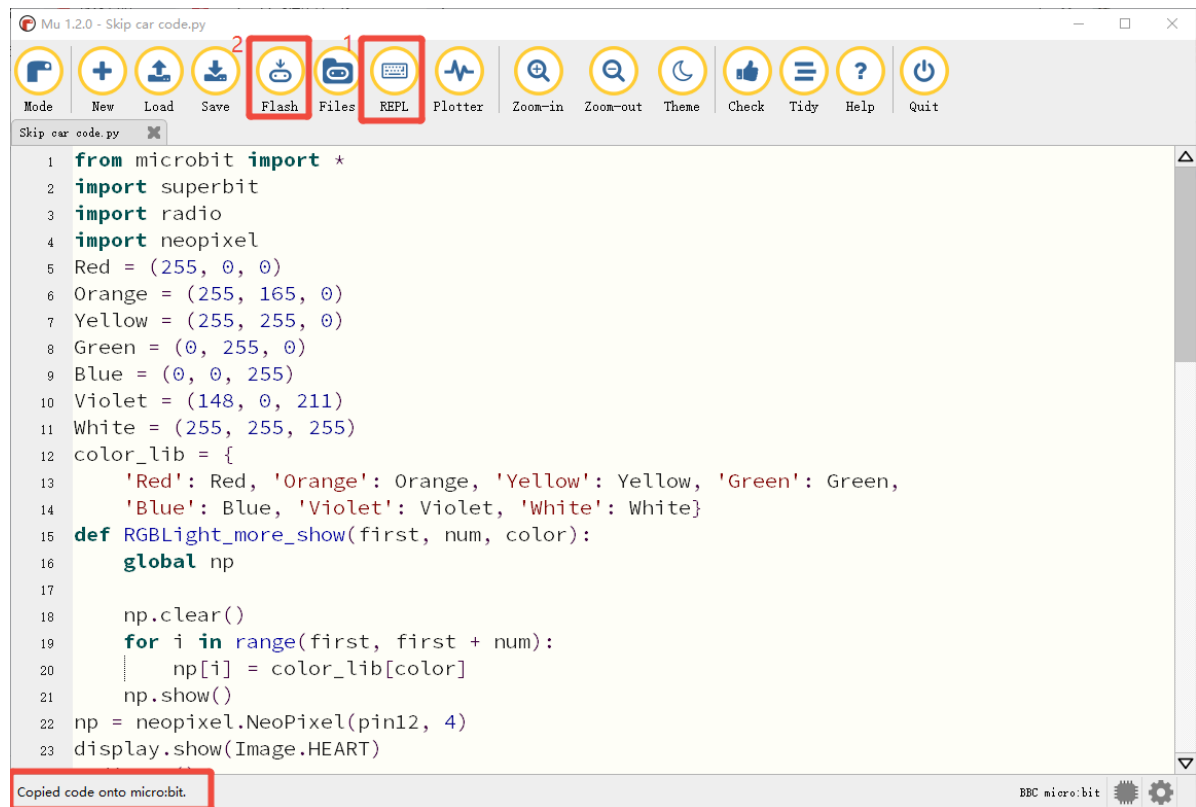 Mu 1.2.0 - Skip car code.py
2 1
Mode New Load Save Flash Files REPL Plotter Zoom-in Zoom-out Theme Check Tidy Help Quit
Skip car code.py
1 from microbit import *
2 import superbit
3 import radio
4 import neopixel
5 Red = (255, 0, 0)
6 Orange = (255, 165, 0)
7 Yellow = (255, 255, 0)
8 Green = (0, 255, 0)
9 Blue = (0, 0, 255)
10 Violet = (148, 0, 211)
11 White = (255, 255, 255)
12 color_lib = {
13     'Red': Red, 'Orange': Orange, 'Yellow': Yellow, 'Green': Green,
14     'Blue': Blue, 'Violet': Violet, 'White': White}
15 def RGBLight_more_show(first, num, color):
16     global np
17
18     np.clear()
19     for i in range(first, first + num):
20         np[i] = color_lib[color]
21     np.show()
22 np = neopixel.NeoPixel(pin12, 4)
23 display.show(Image.HEART)
Copied code onto micro:bit. BBC micro:bit